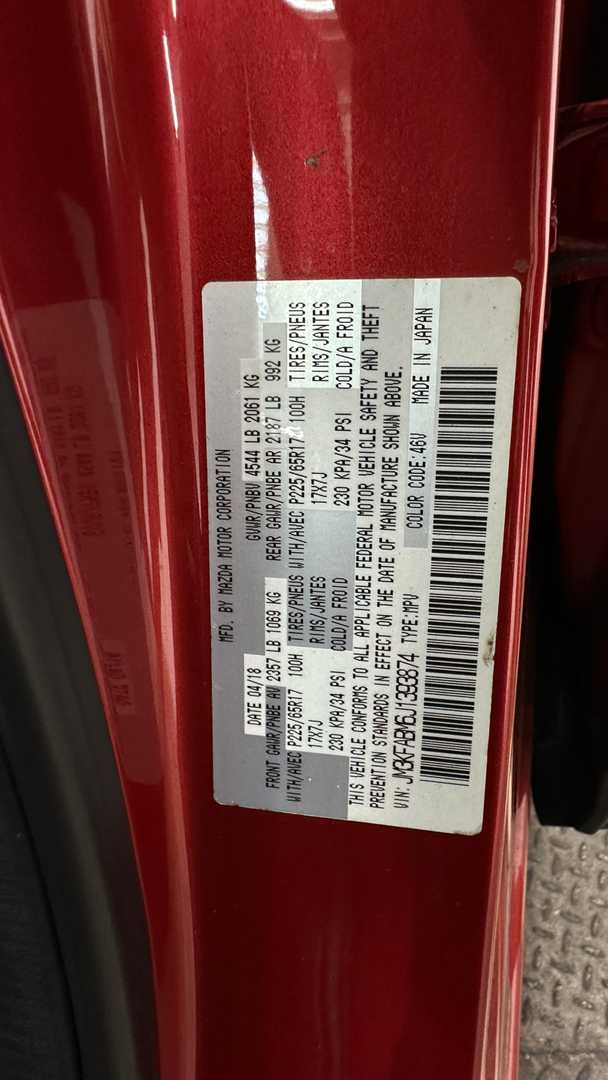 MFD. BY MAZDA MOTOR CORPORATION
DATE 04/18 GVWR/PNBV 4544 LB 2061 KG
FRONT GAWR/PNBE AV 2357 LB 1069 KG REAR GAWR/PNBE AR 2187 LB 992 KG
WITH/AVEC P225/65R17 100H TIRES/PNEUS WITH/AVEC P225/65R17 100H TIRES/PNEUS
17X7J RIMS/JANTES 17X7J RIMS/JANTES
230 KPA/34 PSI COLD/A FROID 230 KPA/34 PSI COLD/A FROID
THIS VEHICLE CONFORMS TO ALL APPLICABLE FEDERAL MOTOR VEHICLE SAFETY AND THEFT
PREVENTION STANDARDS IN EFFECT ON THE DATE OF MANUFACTURE SHOWN ABOVE.
VIN: JM3KFABM6J1393874 TYPE:MPV COLOR CODE:46V MADE IN JAPAN